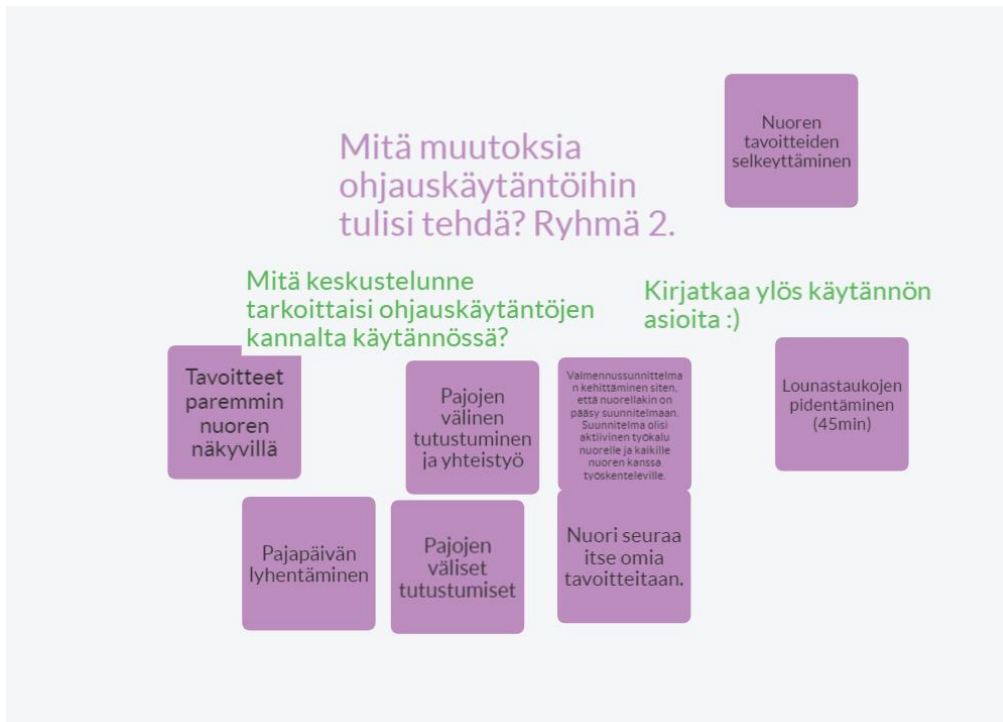 Nuoren
tavoitteiden
selkeyttäminen
Mitä muutoksia
ohjauskäytäntöihin
tulisi tehdä? Ryhmä 2.
Mitä keskustelunne
tarkoittaisi ohjauskäytäntöjen
kannalta käytännössä?
Kirjatkaa ylös käytännön
asioita :)
Tavoitteet
paremmin
nuoren
näkyvillä
Pajojen
välinen
tutustuminen
ja yhteistyö
Valmennussunnittelma
n kehittäminen siten,
että nuorellakin on
pääsy suunnitelmaan.
Suunnitelma olisi
aktiivinen työkalu
nuorelle ja kaikille
nuoren kanssa
työskenteleville.
Lounastaukojen
pidentäminen
(45min)
Pajapäivän
lyhentäminen
Pajojen
väliset
tutustumiset
Nuori seuraa
itse omia
tavoitteitaan.